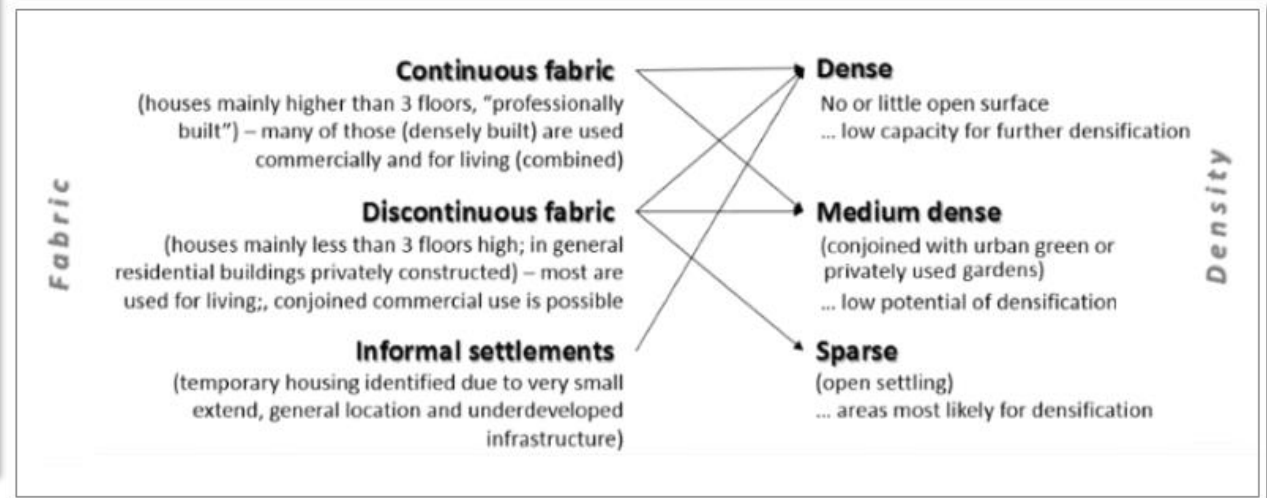 Fabric
Continuous fabric
(houses mainly higher than 3 floors, "professionally
built") – many of those (densely built) are used
commercially and for living (combined)
Discontinuous fabric
(houses mainly less than 3 floors high; in general
residential buildings privately constructed) – most are
used for living;, conjoined commercial use is possible
Informal settlements
(temporary housing identified due to very small
extend, general location and underdeveloped
infrastructure)
Dense
No or little open surface
... low capacity for further densification
Medium dense
(conjoined with urban green or
privately used gardens)
... low potential of densification
Sparse
(open settling)
... areas most likely for densification
Density